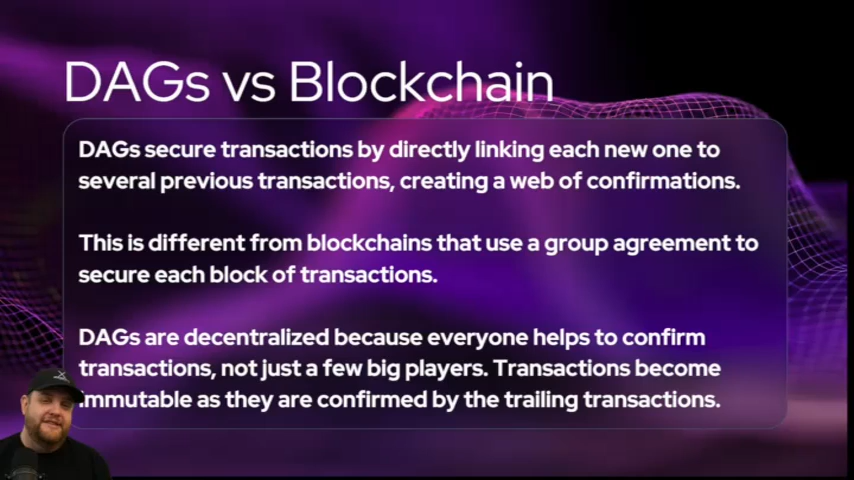 DAGs vs Blockchain
DAGs secure transactions by directly linking each new one to
several previous transactions, creating a web of confirmations.
This is different from blockchains that use a group agreement to
secure each block of transactions.
DAGs are decentralized because everyone helps to confirm
transactions, not just a few big players. Transactions become
immutable as they are confirmed by the trailing transactions.